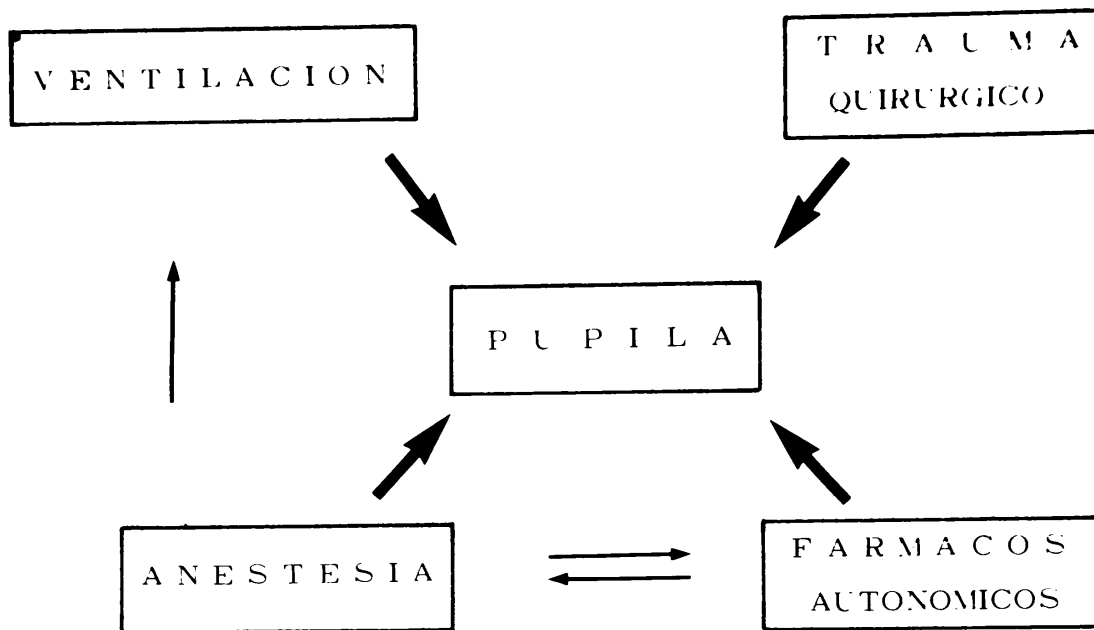 VENTILACION
TRAUMA
QUIRURGICO
PUPILA
ANESTESIA
FARMACOS
AUTONOMICOS